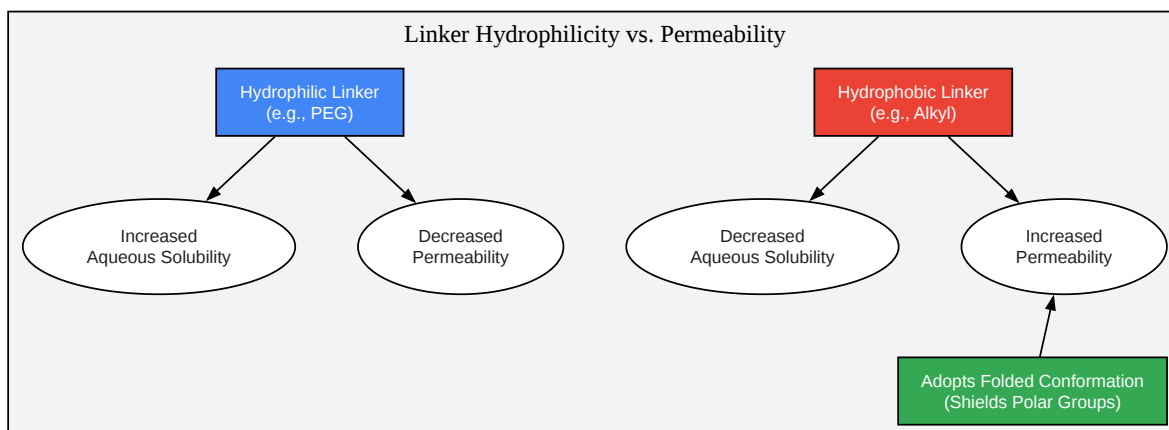 Linker Hydrophilicity vs. Permeability
Hydrophilic Linker
(e.g., PEG)
Hydrophobic Linker
(e.g., Alkyl)
Increased
Aqueous Solubility
Decreased
Permeability
Decreased
Aqueous Solubility
Increased
Permeability
Adopts Folded Conformation
(Shields Polar Groups)